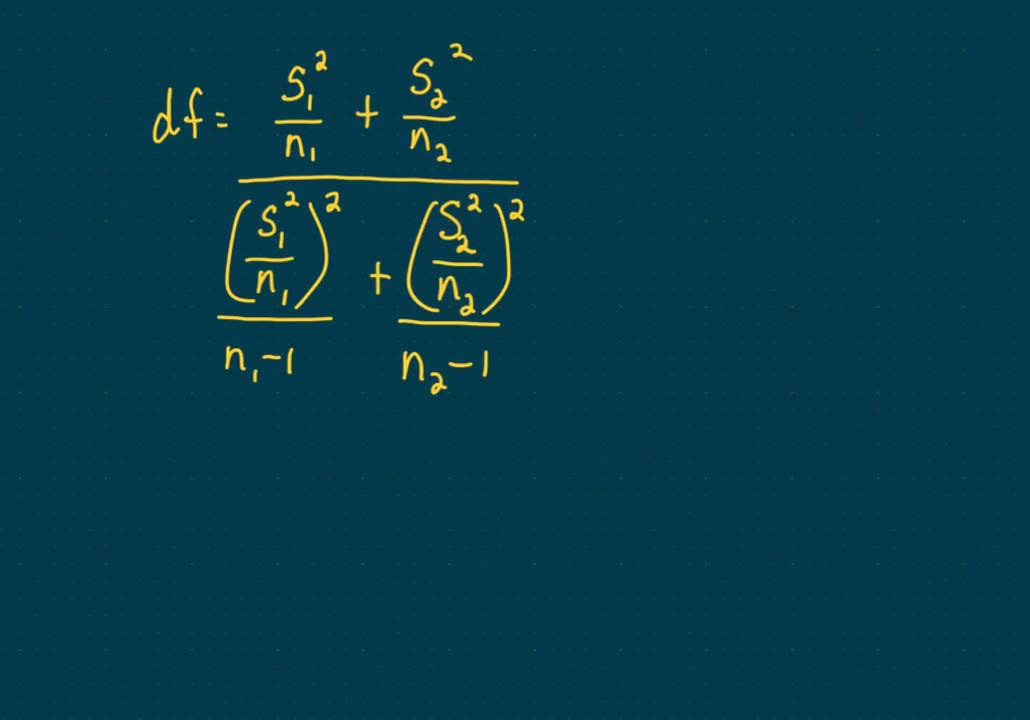 df = S₁²/n₁ + S₂²/n₂
(S₁²/n₁)² + (S₂²/n₂)²
n₁-1 n₂-1